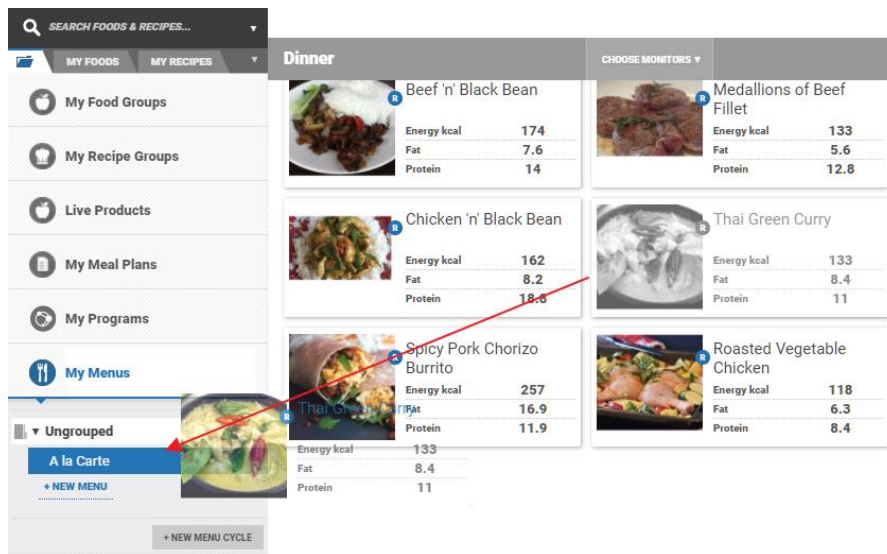 SEARCH FOODS & RECIPES...
MY FOODS
MY RECIPES
My Food Groups
My Recipe Groups
Live Products
My Meal Plans
My Programs
My Menus
▼ Ungrouped
A la Carte
+ NEW MENU
+ NEW MENU CYCLE
Dinner
CHOOSE MONITORS ▼
R
Beef 'n' Black Bean
Energy kcal 174
Fat 7.6
Protein 14
R
Medallions of Beef
Fillet
Energy kcal 133
Fat 5.6
Protein 12.8
R
Chicken 'n' Black Bean
Energy kcal 162
Fat 8.2
Protein 18.8
R
Thai Green Curry
Energy kcal 133
Fat 8.4
Protein 11
R
Spicy Pork Chorizo
Burrito
Energy kcal 257
Fat 16.9
Protein 11.9
R
Roasted Vegetable
Chicken
Energy kcal 118
Fat 6.3
Protein 8.4
R
Thai Green Curry
Energy kcal 133
Fat 8.4
Protein 11